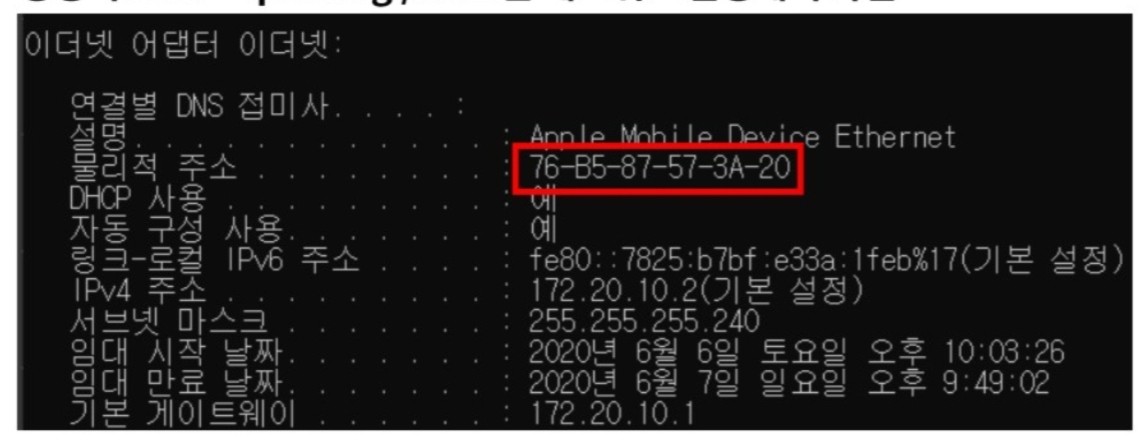 이더넷 어댑터 이더넷:
연결별 DNS 접미사. . . . :
설명. . . . . . . . . . . . : Apple Mobile Device Ethernet
물리적 주소 . . . . . . . . : 76-B5-87-57-3A-20
DHCP 사용 . . . . . . . . . : 예
자동 구성 사용. . . . . . . : 예
링크-로컬 IPv6 주소 . . . . : fe80::7825:b7bf:e33a:1feb%17(기본 설정)
IPv4 주소 . . . . . . . . . : 172.20.10.2(기본 설정)
서브넷 마스크 . . . . . . . : 255.255.255.240
임대 시작 날짜. . . . . . . : 2020년 6월 6일 토요일 오후 10:03:26
임대 만료 날짜. . . . . . . : 2020년 6월 7일 일요일 오후 9:49:02
기본 게이트웨이 . . . . . . : 172.20.10.1